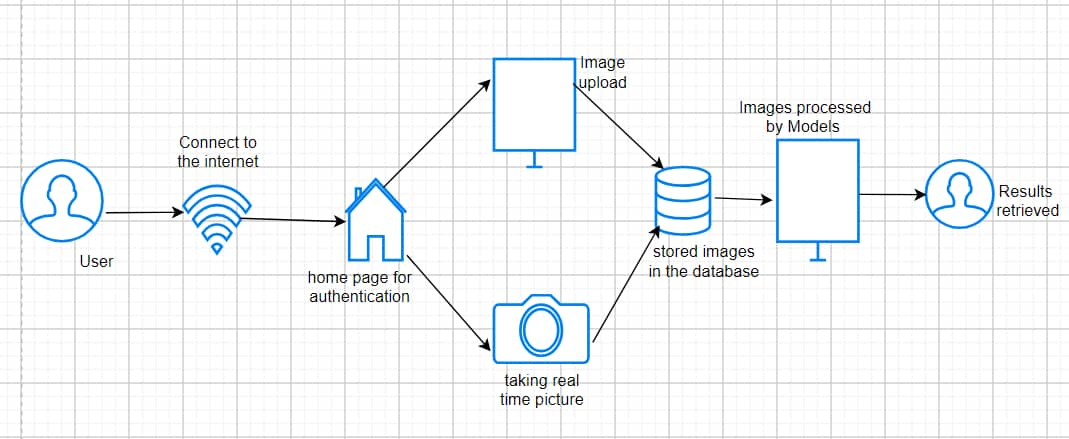 User
Connect to
the internet
home page for
authentication
Image
upload
taking real
time picture
stored images
in the database
Images processed
by Models
Results
retrieved